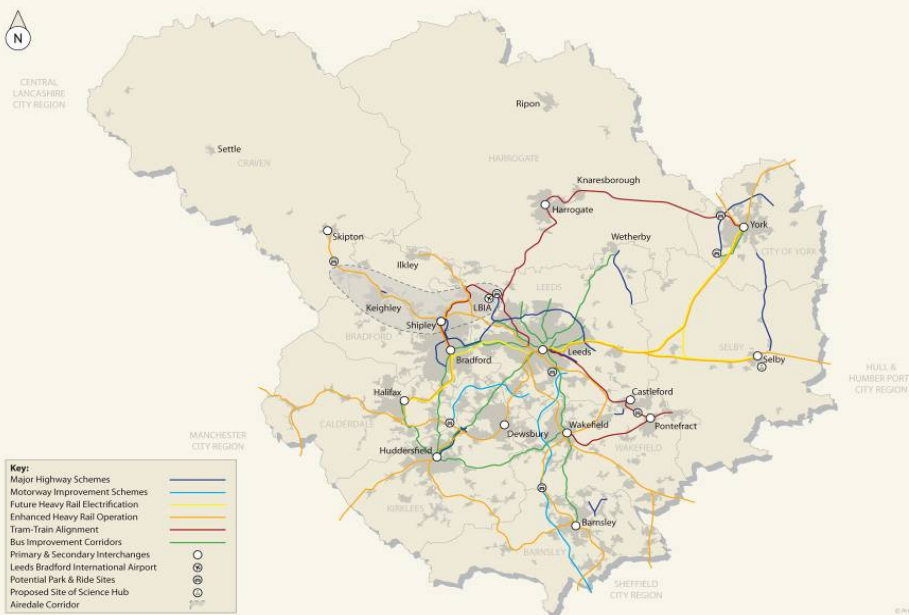 N
CENTRAL
LANCASHIRE
CITY REGION
Ripon
Settle
CRAVEN
HARROGATE
Knaresborough
Harrogate
York
Skipton
Wetherby
CITY OF YORK
Ilkley
LEEDS
Keighley
LBIA
Shipley
BRADFORD
Bradford
Leeds
SELBY
Selby
HULL &
HUMBER PORTS
CITY REGION
Halifax
Castleford
CALDERDALE
Pontefract
Dewsbury
Wakefield
MANCHESTER
CITY REGION
WAKEFIELD
Huddersfield
KIRKLEES
Barnsley
BARNSLEY
SHEFFIELD
CITY REGION
Key:
Major Highway Schemes
Motorway Improvement Schemes
Future Heavy Rail Electrification
Enhanced Heavy Rail Operation
Tram-Train Alignment
Bus Improvement Corridors
Primary & Secondary Interchanges
Leeds Bradford International Airport
Potential Park & Ride Sites
Proposed Site of Science Hub
Airedale Corridor